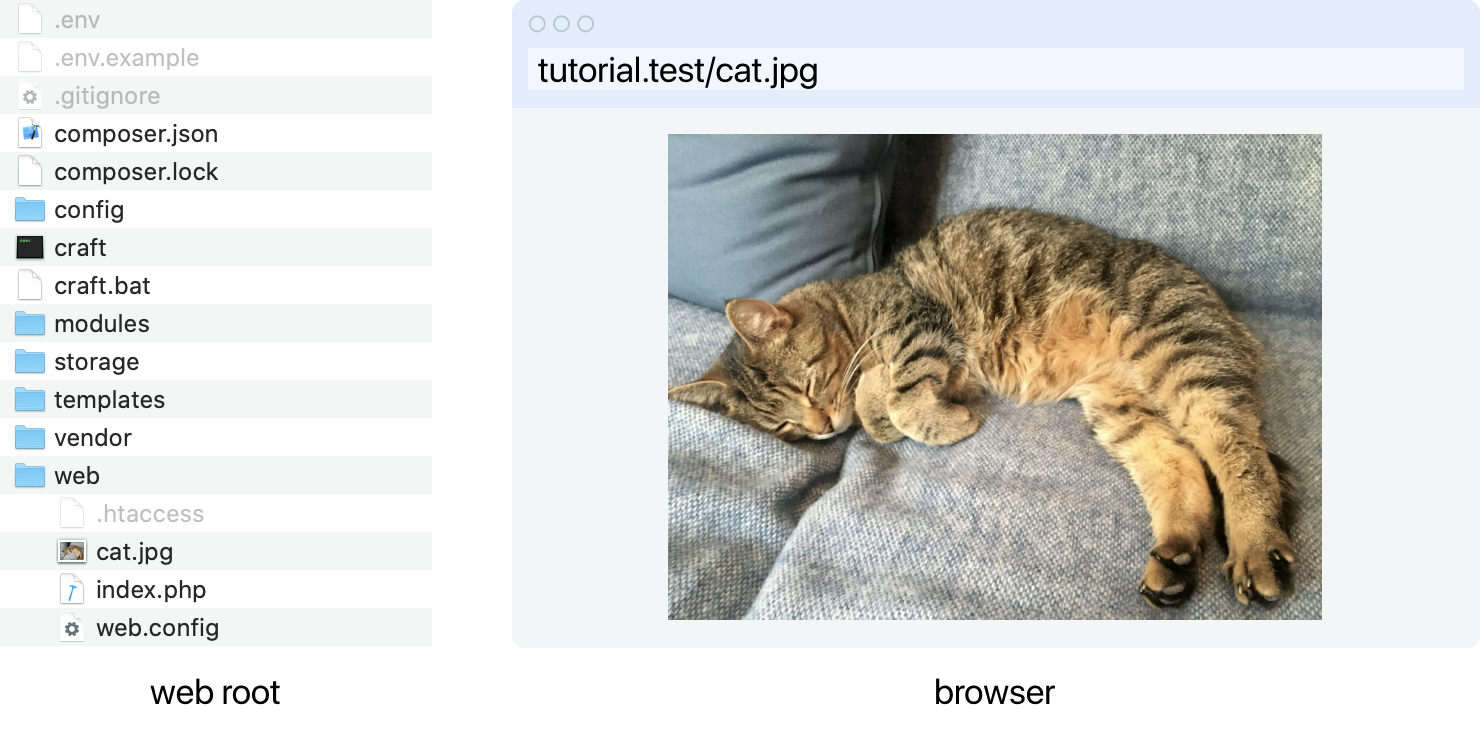 .env
.env.example
.gitignore
composer.json
composer.lock
config
craft
craft.bat
modules
storage
templates
vendor
web
.htaccess
cat.jpg
index.php
web.config
web root
tutorial.test/cat.jpg
browser